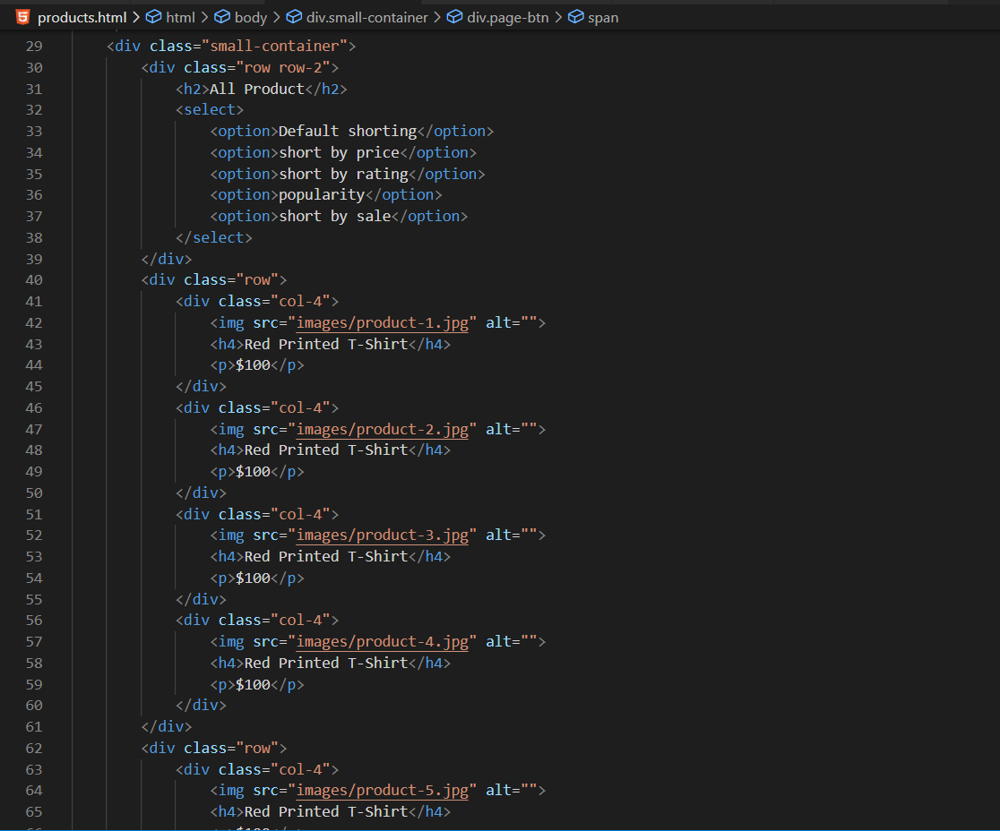 products.html > html > body > div.small-container > div.page-btn > span
29 <div class="small-container">
30 <div class="row row-2">
31 <h2>All Product</h2>
32 <select>
33 <option>Default shorting</option>
34 <option>short by price</option>
35 <option>short by rating</option>
36 <option>popularity</option>
37 <option>short by sale</option>
38 </select>
39 </div>
40 <div class="row">
41 <div class="col-4">
42 <img src="images/product-1.jpg" alt="">
43 <h4>Red Printed T-Shirt</h4>
44 <p>$100</p>
45 </div>
46 <div class="col-4">
47 <img src="images/product-2.jpg" alt="">
48 <h4>Red Printed T-Shirt</h4>
49 <p>$100</p>
50 </div>
51 <div class="col-4">
52 <img src="images/product-3.jpg" alt="">
53 <h4>Red Printed T-Shirt</h4>
54 <p>$100</p>
55 </div>
56 <div class="col-4">
57 <img src="images/product-4.jpg" alt="">
58 <h4>Red Printed T-Shirt</h4>
59 <p>$100</p>
60 </div>
61 </div>
62 <div class="row">
63 <div class="col-4">
64 <img src="images/product-5.jpg" alt="">
65 <h4>Red Printed T-Shirt</h4>